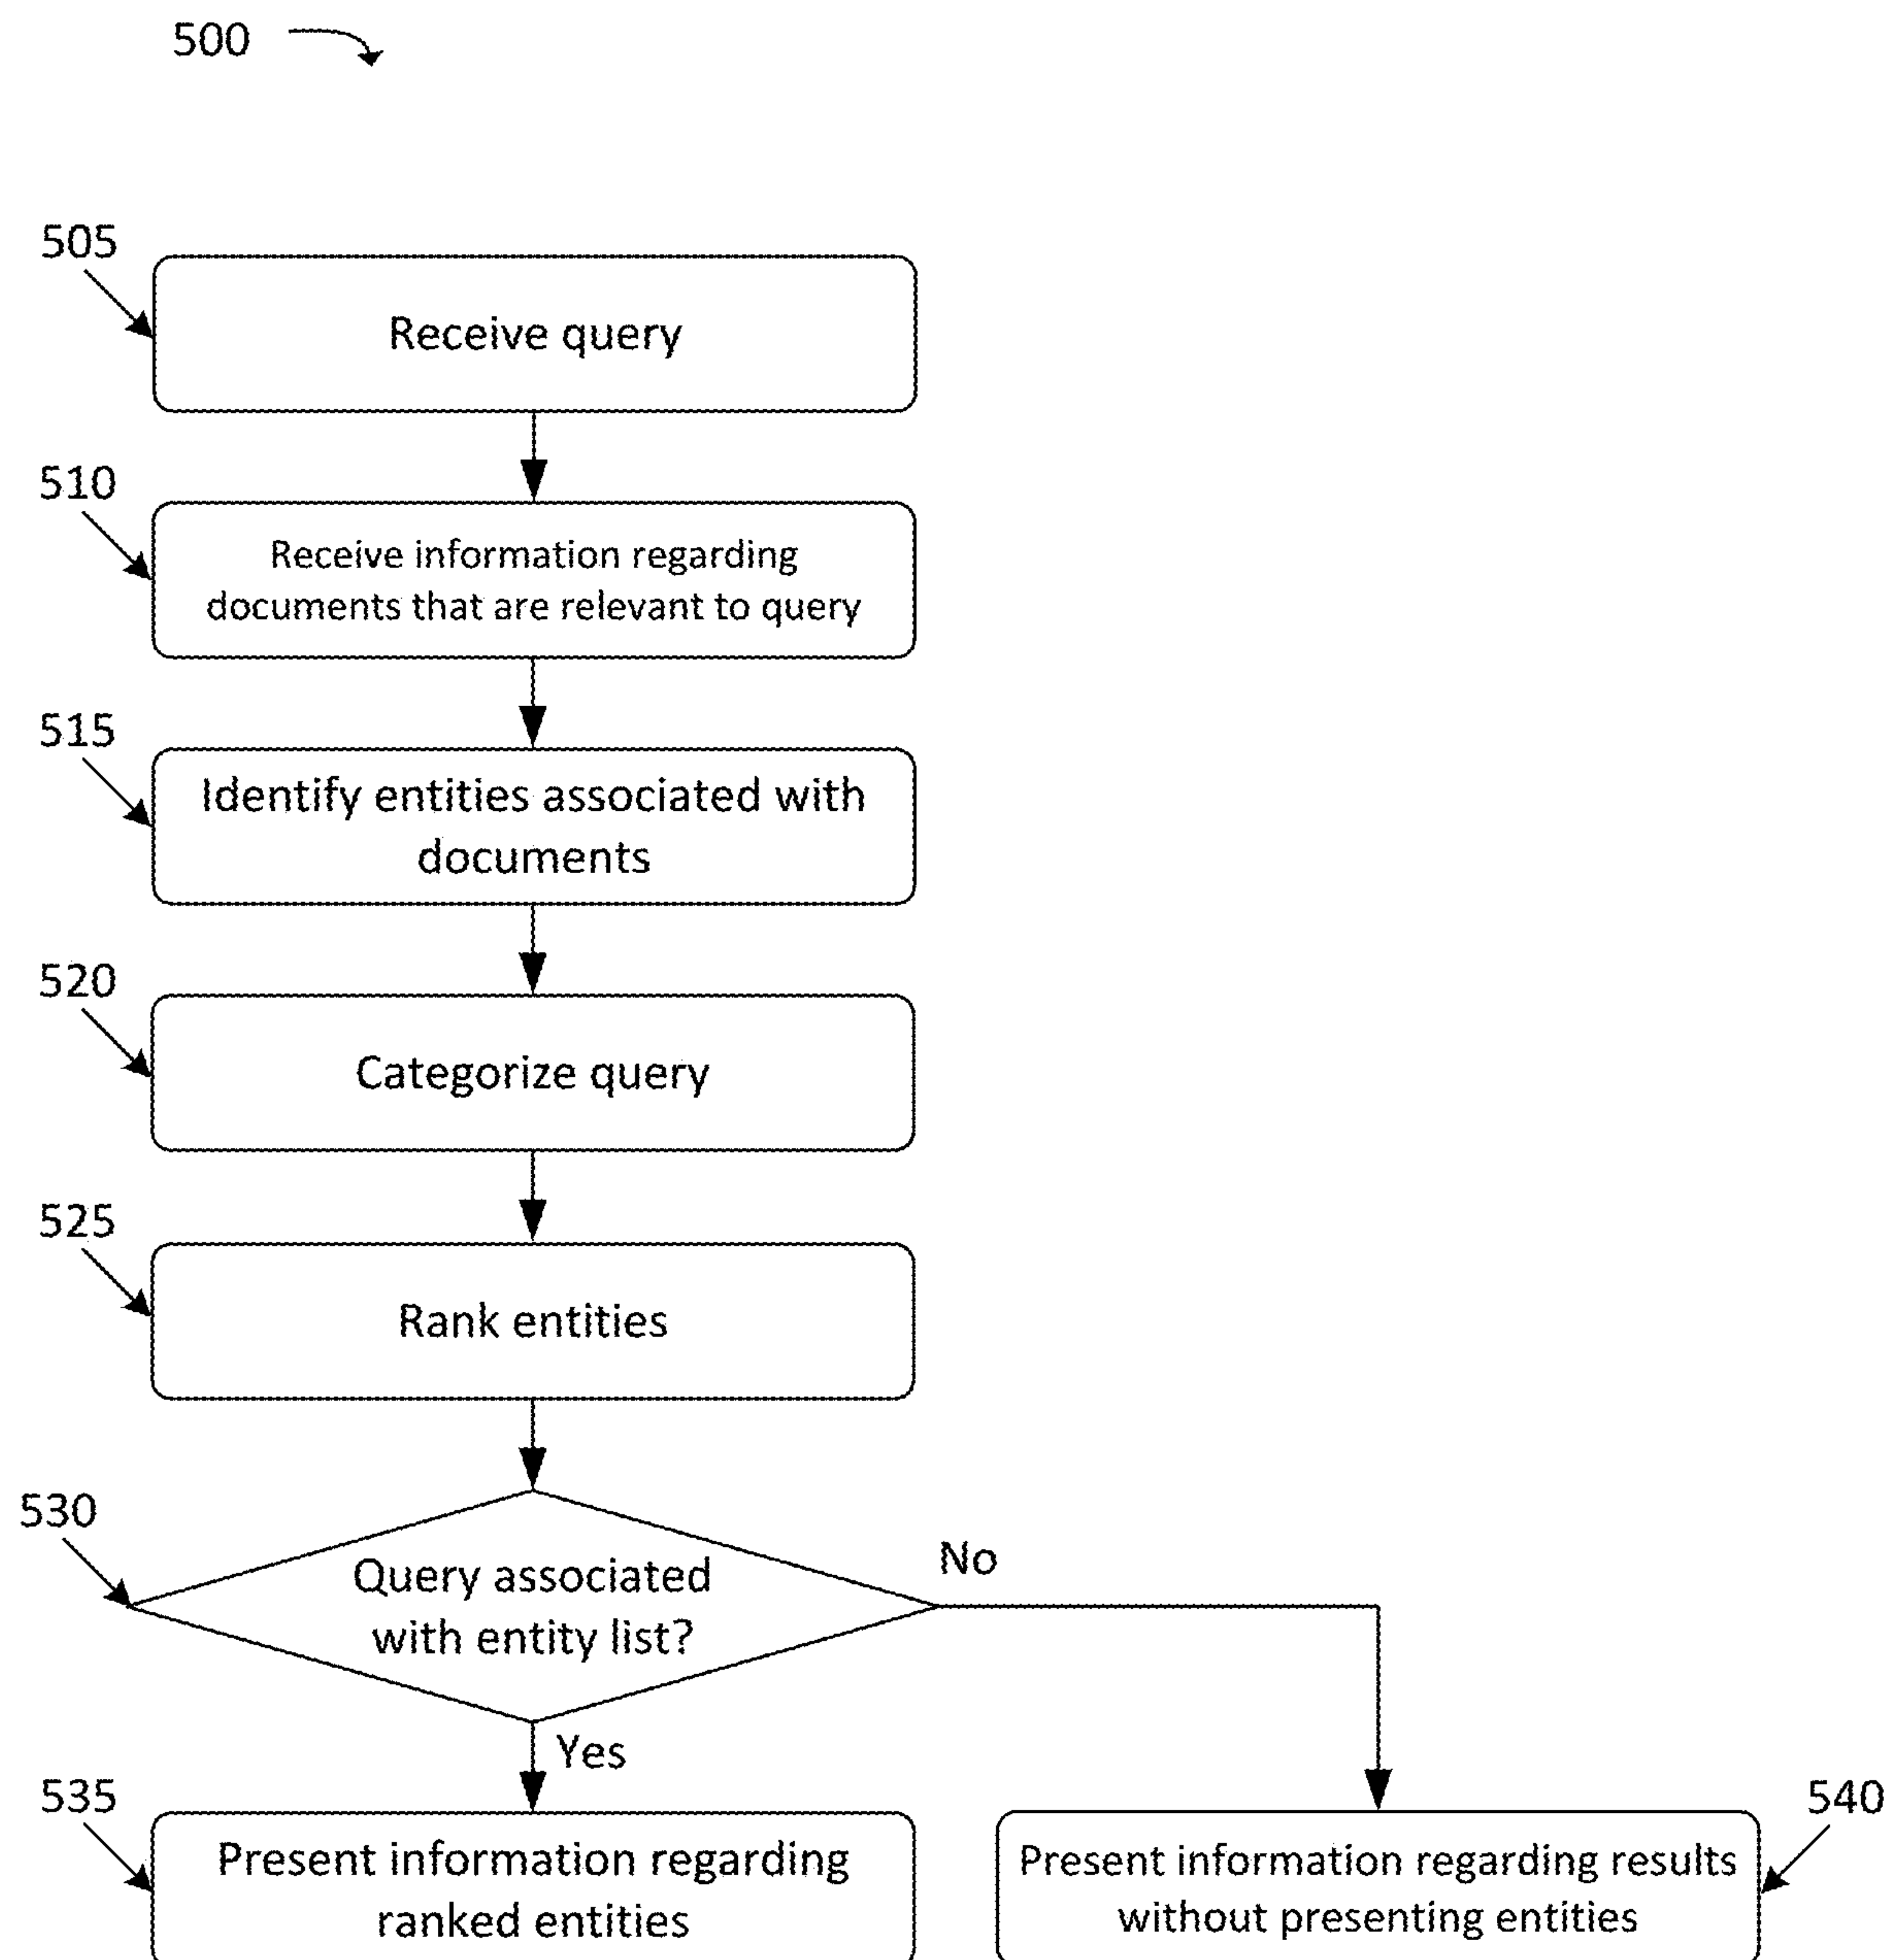 500
505
Receive query
510
Receive information regarding
documents that are relevant to query
515
Identify entities associated with
documents
520
Categorize query
525
Rank entities
530
Query associated
with entity list?
No
Yes
535
Present information regarding
ranked entities
540
Present information regarding results
without presenting entities